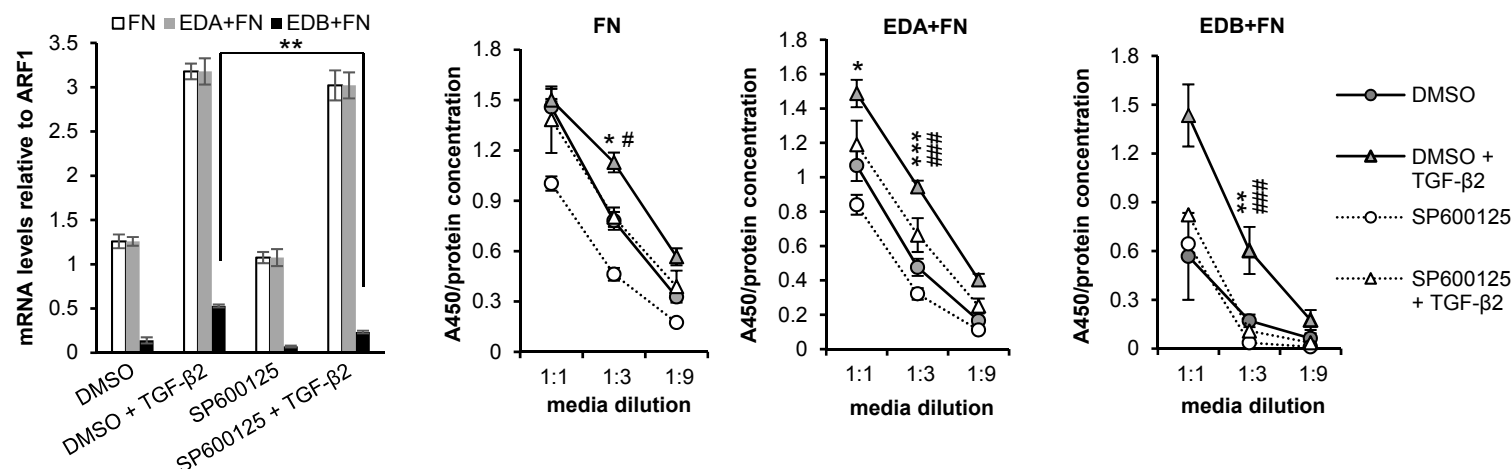 FN EDA+FN EDB+FN
mRNA levels relative to ARF1
3.5
3
2.5
2
1.5
1
0.5
0
**
DMSO
DMSO + TGF-β2
SP600125
SP600125 + TGF-β2
FN
A450/protein concentration
1.8
1.5
1.2
0.9
0.6
0.3
0
* #
1:1 1:3 1:9
media dilution
EDA+FN
A450/protein concentration
1.8
1.6
1.4
1.2
1
0.8
0.6
0.4
0.2
0
*
***
###
1:1 1:3 1:9
media dilution
EDB+FN
A450/protein concentration
1.8
1.5
1.2
0.9
0.6
0.3
0
**
###
1:1 1:3 1:9
media dilution
DMSO
DMSO +
TGF-β2
SP600125
SP600125
+ TGF-β2